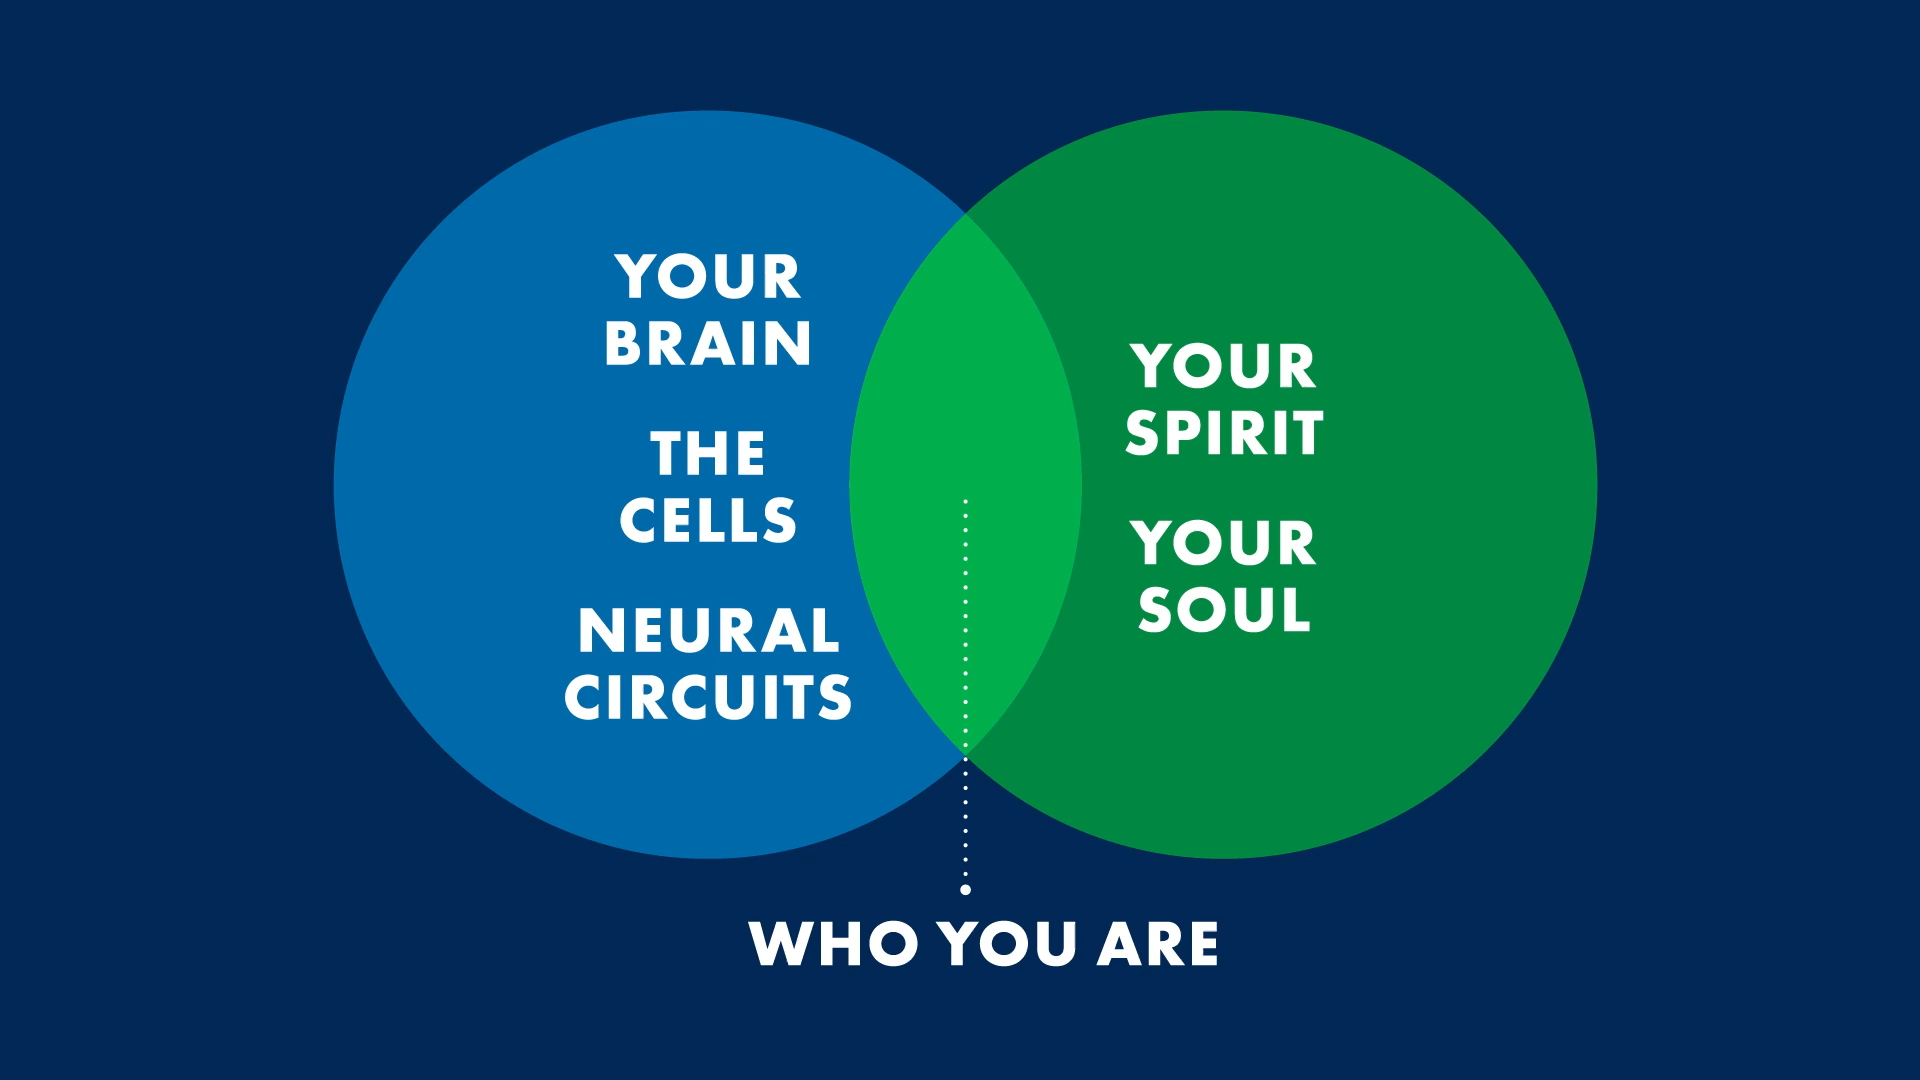 YOUR
BRAIN
THE
CELLS
NEURAL
CIRCUITS
YOUR
SPIRIT
YOUR
SOUL
WHO YOU ARE